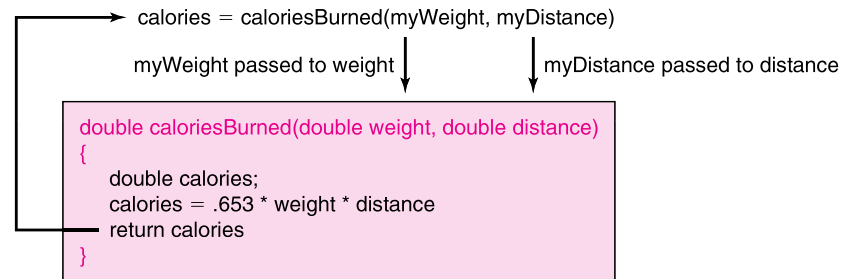 calories = caloriesBurned(myWeight, myDistance)
myWeight passed to weight
myDistance passed to distance
double caloriesBurned(double weight, double distance)
{
double calories;
calories = .653 * weight * distance
return calories
}